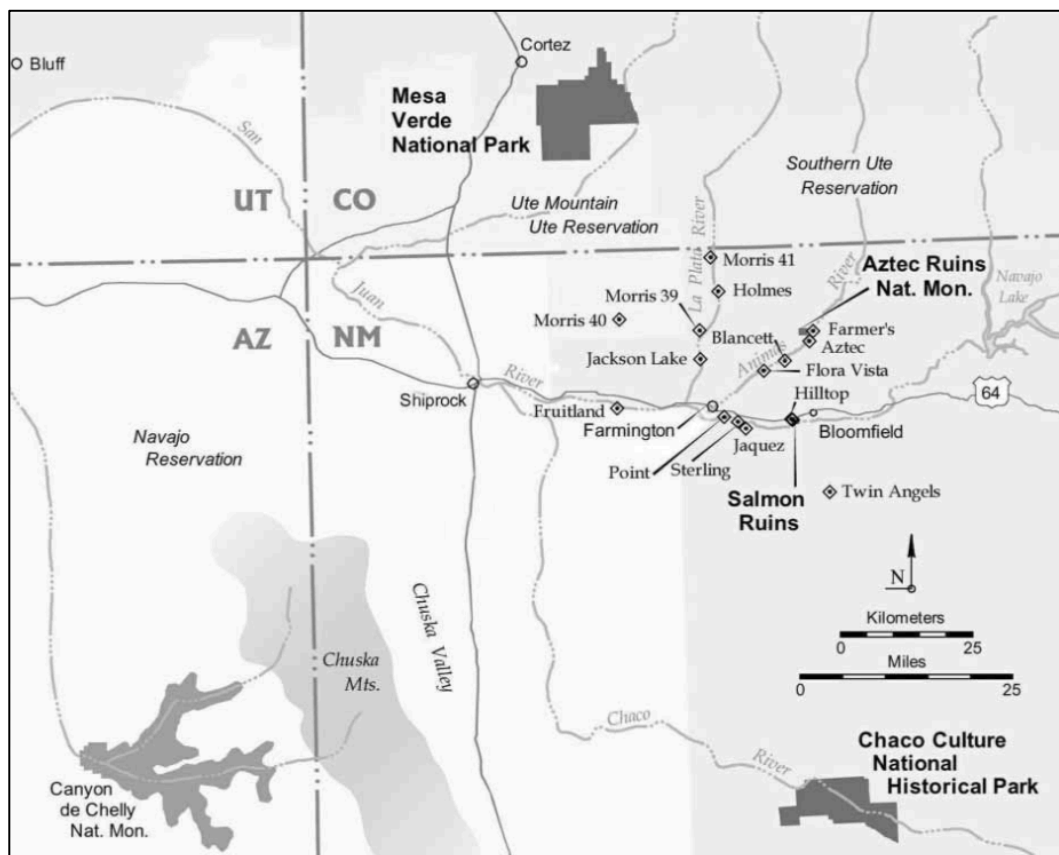 Cortez
Bluff
Mesa
Verde
National Park
San
Southern Ute
Reservation
UT
CO
Ute Mountain
Ute Reservation
La Plata River
River
Morris 41
Aztec Ruins
Nat. Mon.
Navajo
Lake
Juan
Holmes
Morris 39
Morris 40
Blancett
Animas
Farmer's
Aztec
AZ
NM
Jackson Lake
Flora Vista
River
Hilltop
64
Shiprock
Fruitland
Farmington
Bloomfield
Jaquez
Navajo
Reservation
Point
Sterling
Salmon
Ruins
Twin Angels
N
Kilometers
0
25
Miles
0
25
Chuska Valley
Chuska
Mts.
Chaco
River
Chaco Culture
National
Historical Park
Canyon
de Chelly
Nat. Mon.